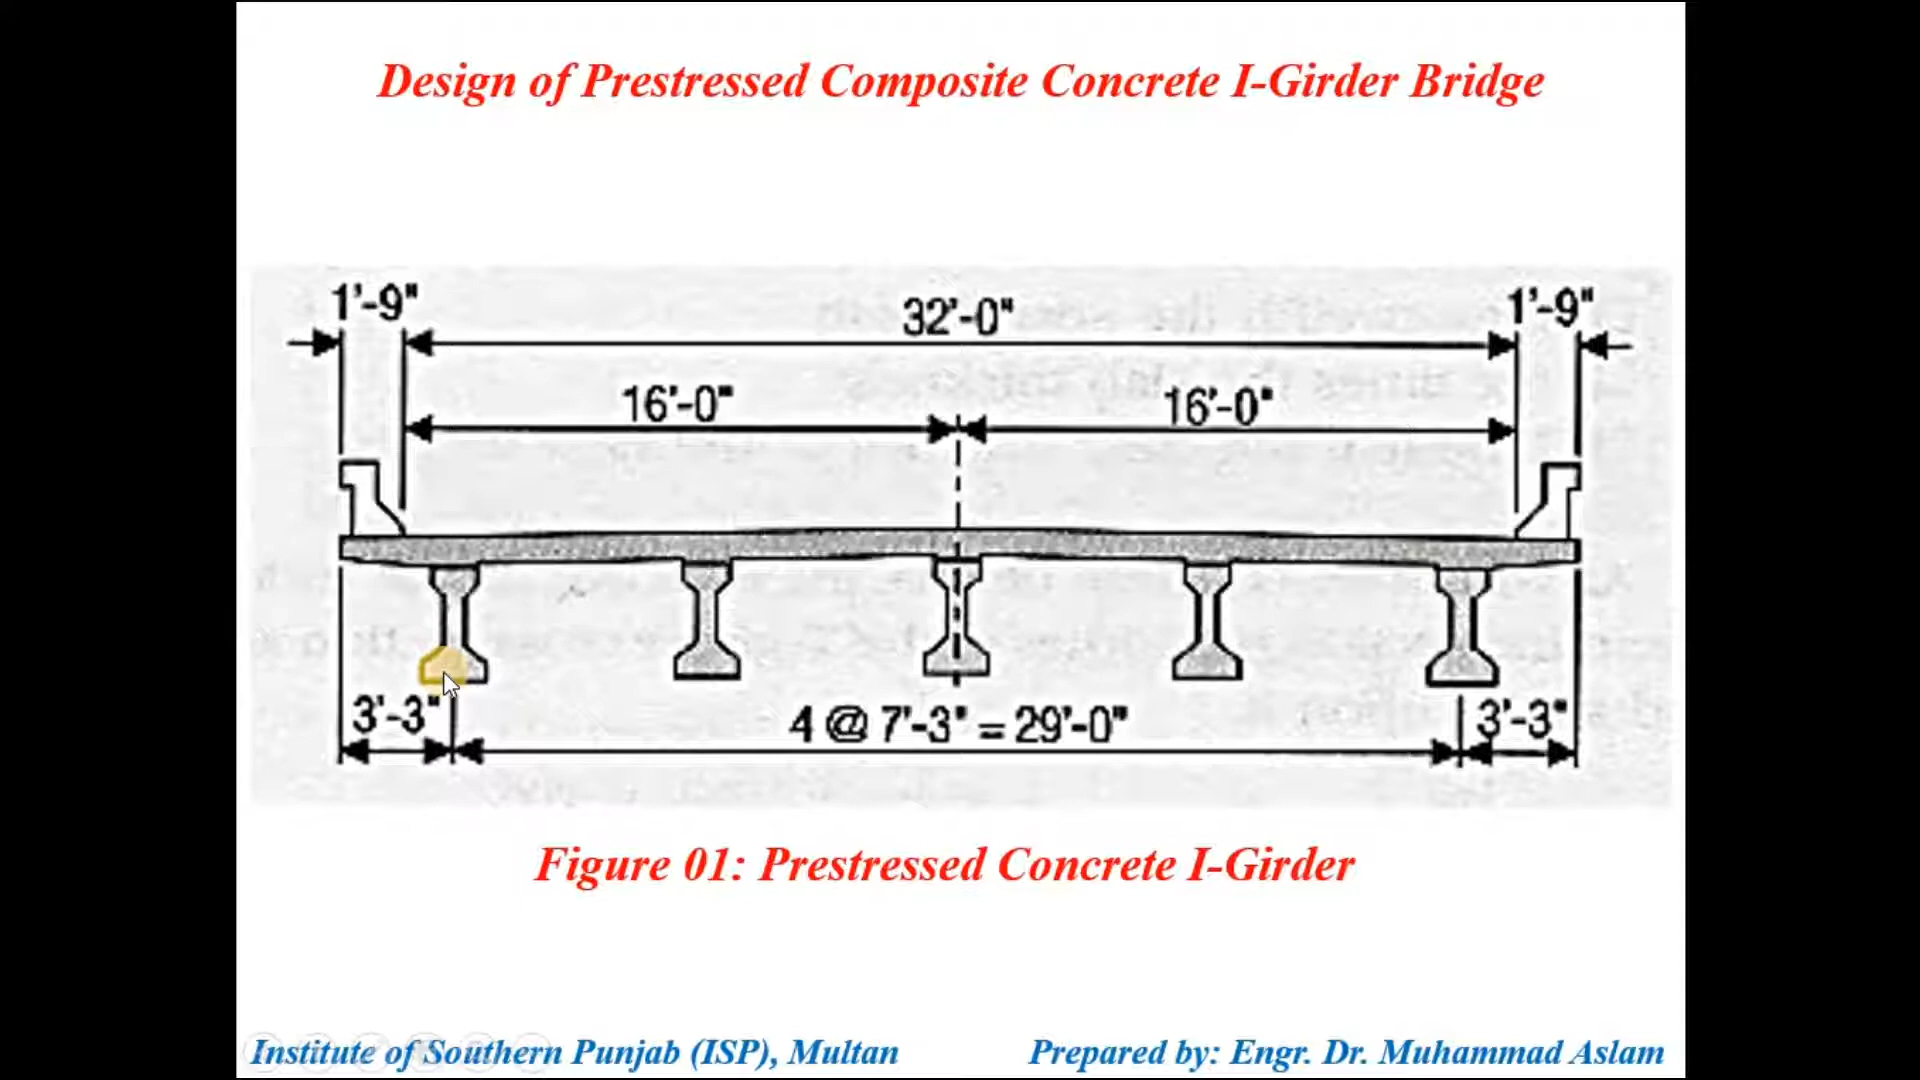 Design of Prestressed Composite Concrete I-Girder Bridge
1'-9" 32'-0" 1'-9"
16'-0" 16'-0"
3'-3" 4 @ 7'-3" = 29'-0" 3'-3"
Figure 01: Prestressed Concrete I-Girder
Institute of Southern Punjab (ISP), Multan Prepared by: Engr. Dr. Muhammad Aslam